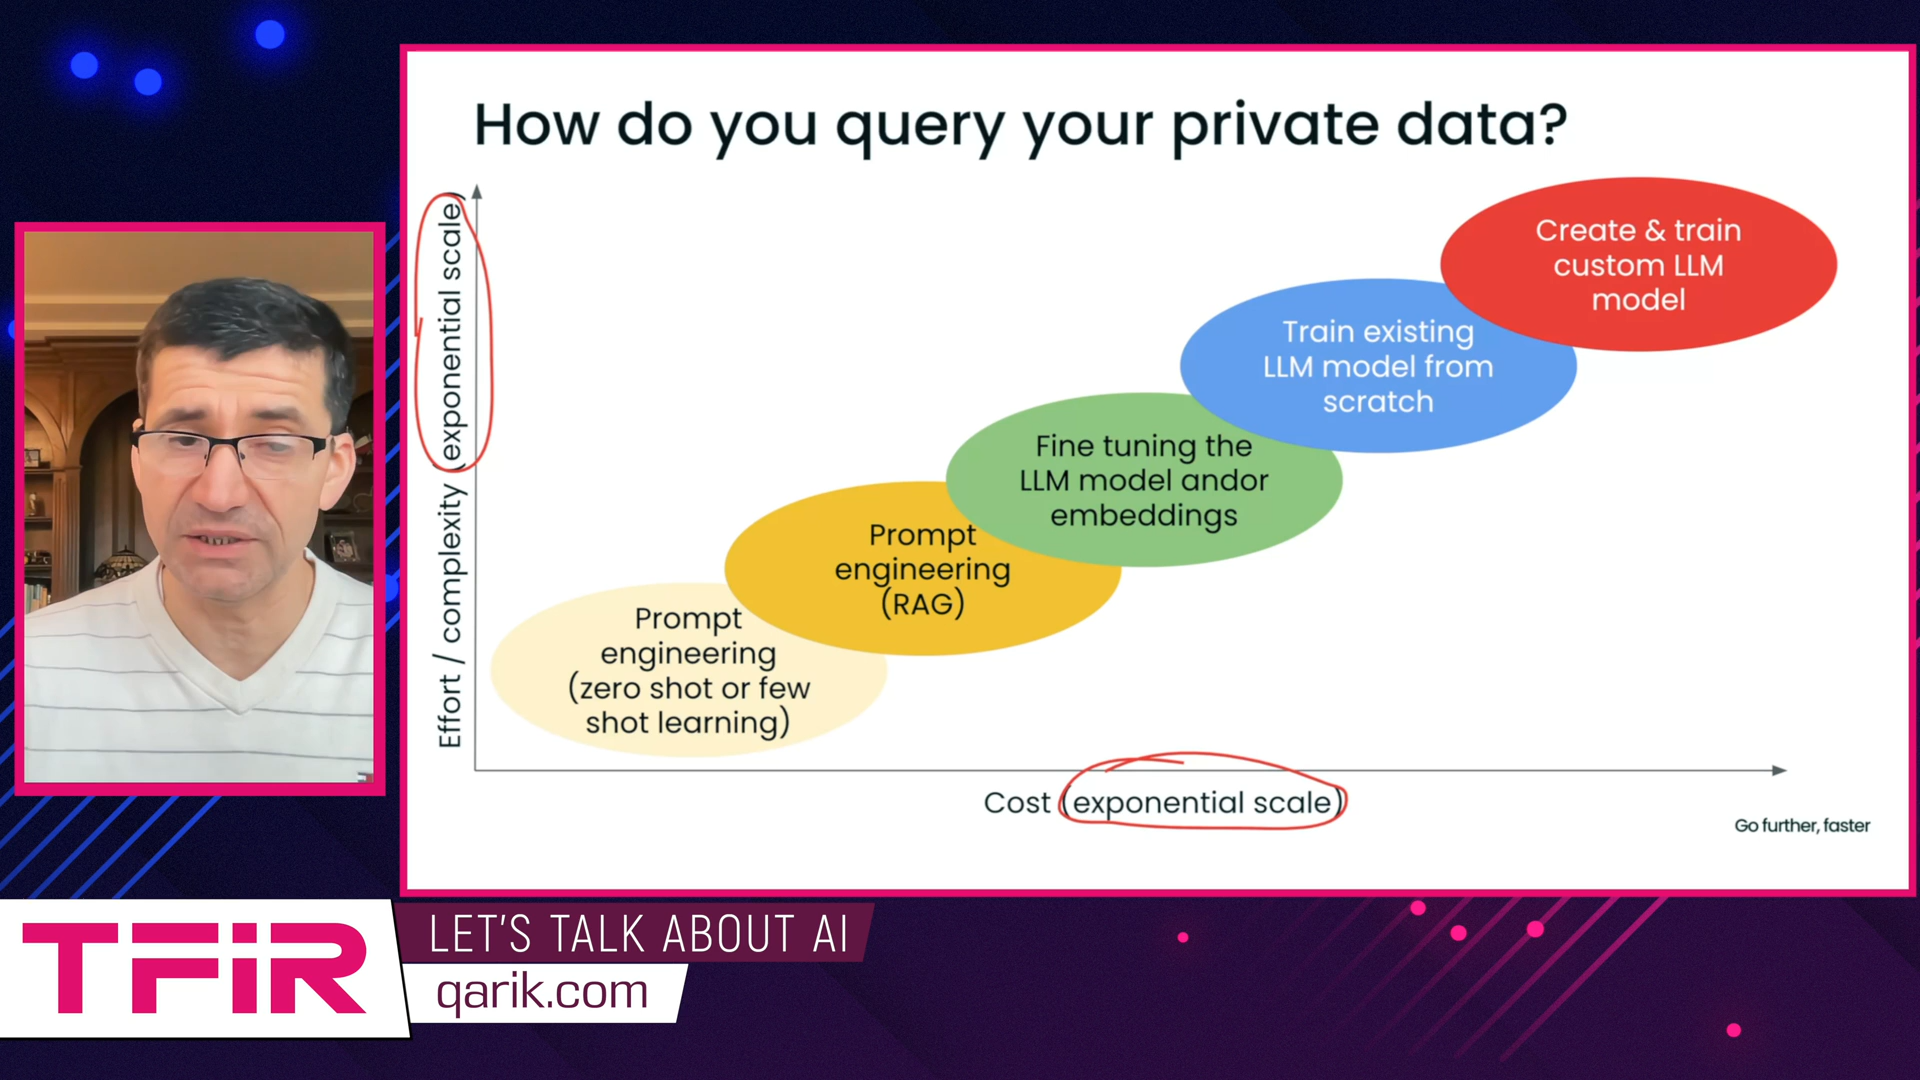 How do you query your private data?
Effort / complexity (exponential scale)
Create & train
custom LLM
model
Train existing
LLM model from
scratch
Fine tuning the
LLM model andor
embeddings
Prompt
engineering
(RAG)
Prompt
engineering
(zero shot or few
shot learning)
Cost (exponential scale)
Go further, faster
TFiR
LET'S TALK ABOUT AI
qarik.com